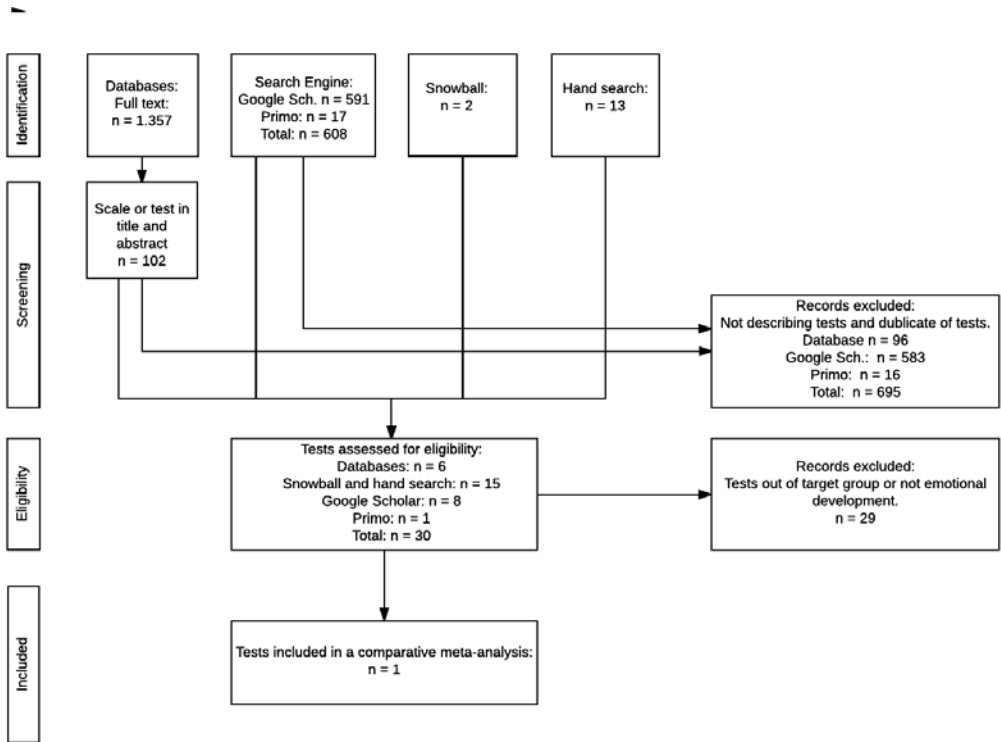 Identification
Databases:
Full text:
n = 1.357
Search Engine:
Google Sch. n = 591
Primo: n = 17
Total: n = 608
Snowball:
n = 2
Hand search:
n = 13
Screening
Scale or test in
title and
abstract
n = 102
Records excluded:
Not describing tests and dublicate of tests.
Database n = 96
Google Sch.: n = 583
Primo: n = 16
Total: n = 695
Eligibility
Tests assessed for eligibility:
Databases: n = 6
Snowball and hand search: n = 15
Google Scholar: n = 8
Primo: n = 1
Total: n = 30
Records excluded:
Tests out of target group or not emotional
development.
n = 29
Included
Tests included in a comparative meta-analysis:
n = 1